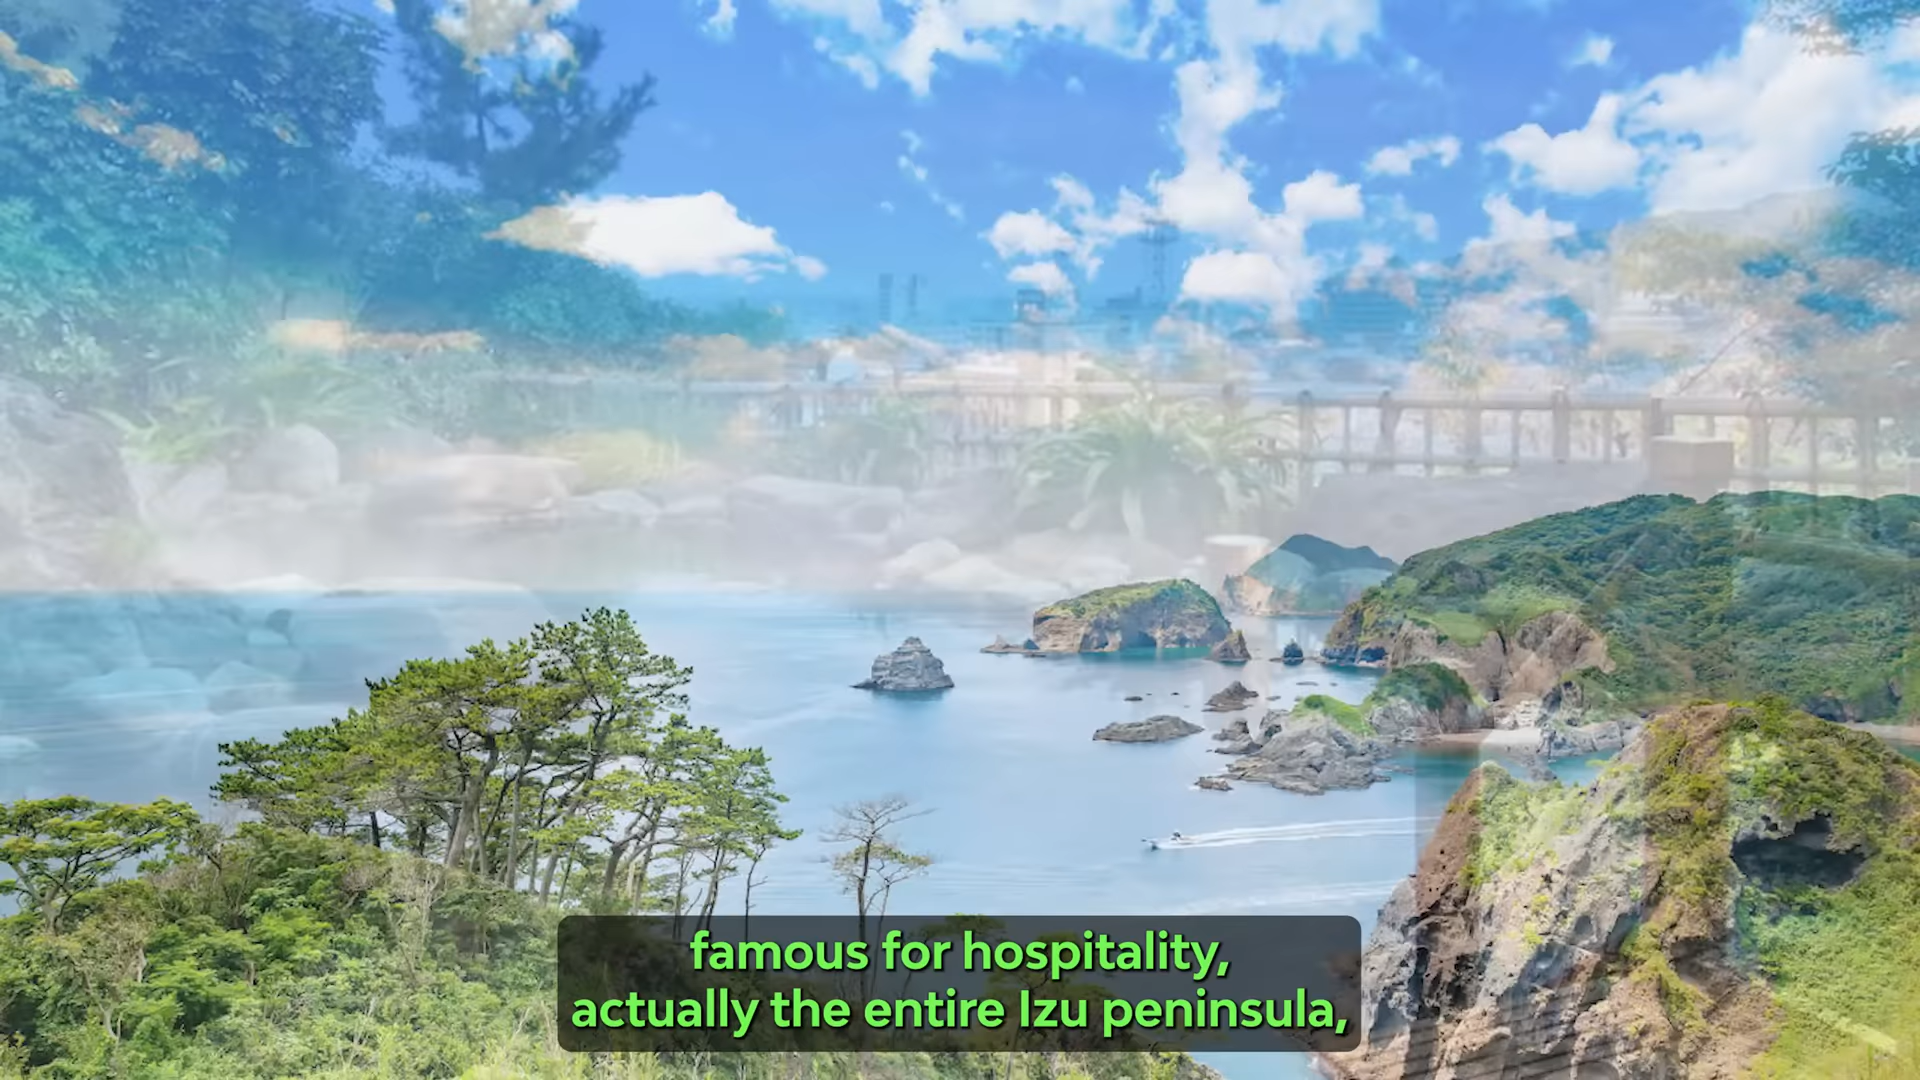 famous for hospitality,
actually the entire Izu peninsula,